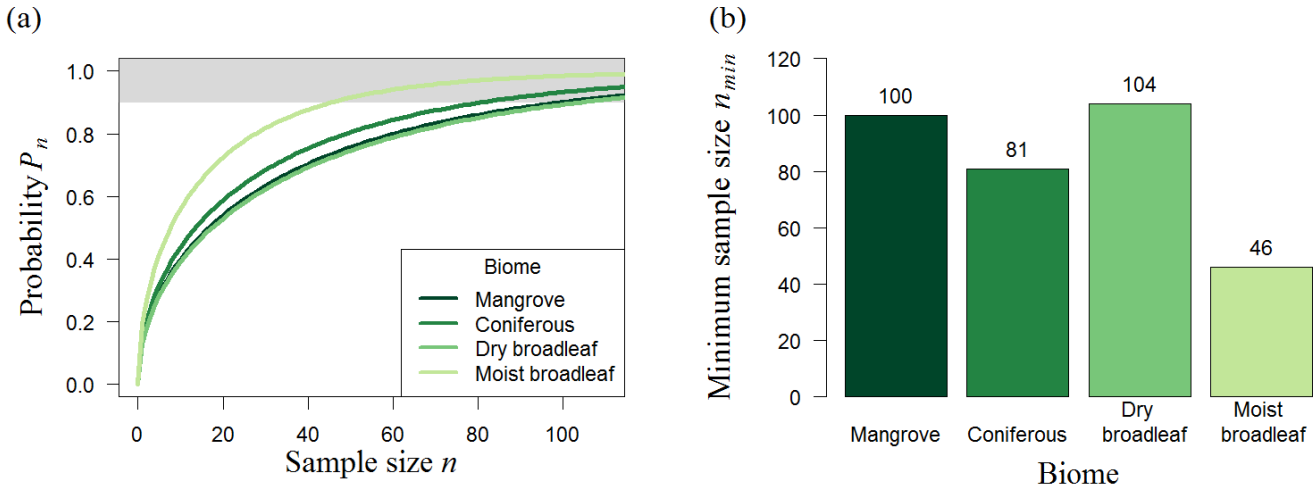 (a)
Probability P_n
1.0
0.8
0.6
0.4
0.2
0.0
0 20 40 60 80 100
Sample size n
Biome
Mangrove
Coniferous
Dry broadleaf
Moist broadleaf
(b)
Minimum sample size n_min
120
100
80
60
40
20
0
100
81
104
46
Mangrove
Coniferous
Dry
broadleaf
Moist
broadleaf
Biome